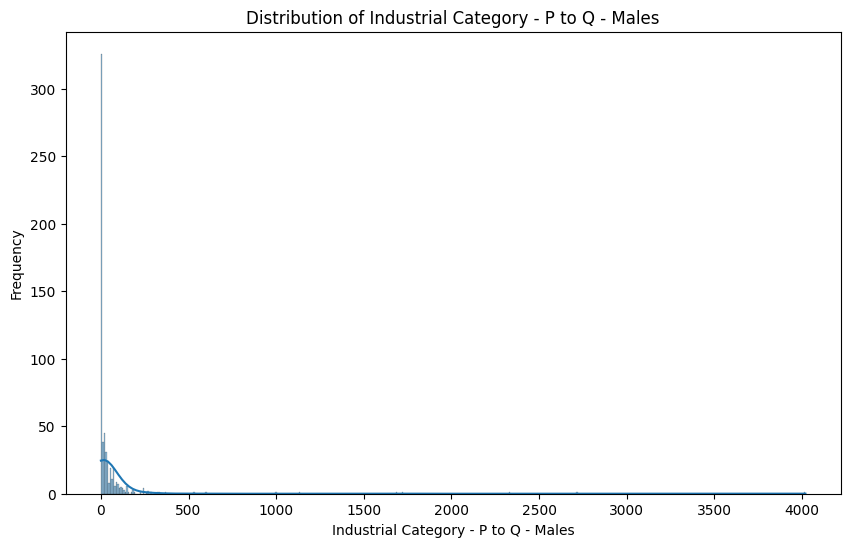 Distribution of Industrial Category - P to Q - Males
Frequency
300
250
200
150
100
50
0
0 500 1000 1500 2000 2500 3000 3500 4000
Industrial Category - P to Q - Males